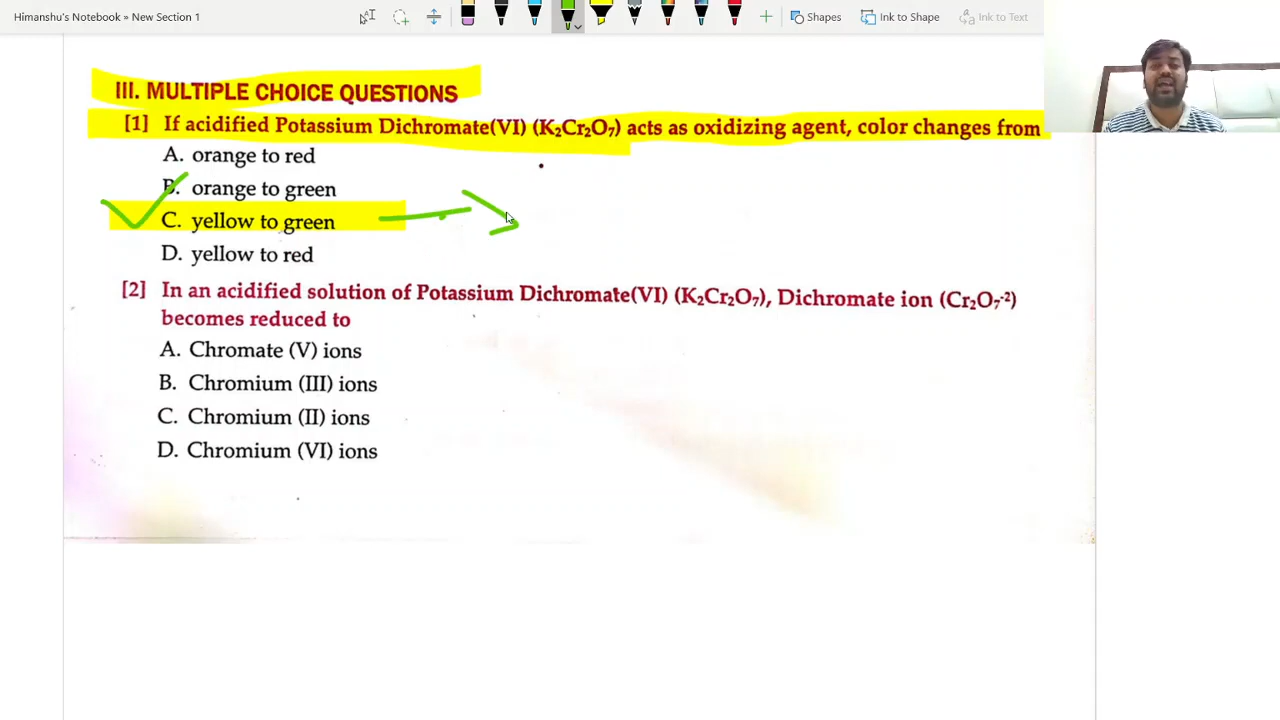 Himanshu's Notebook » New Section 1
Shapes
Ink to Shape
Ink to Text
III. MULTIPLE CHOICE QUESTIONS
[1] If acidified Potassium Dichromate(VI) (K₂Cr₂O₇) acts as oxidizing agent, color changes from
A. orange to red
B. orange to green
C. yellow to green
D. yellow to red
[2] In an acidified solution of Potassium Dichromate(VI) (K₂Cr₂O₇), Dichromate ion (Cr₂O₇⁻²)
becomes reduced to
A. Chromate (V) ions
B. Chromium (III) ions
C. Chromium (II) ions
D. Chromium (VI) ions